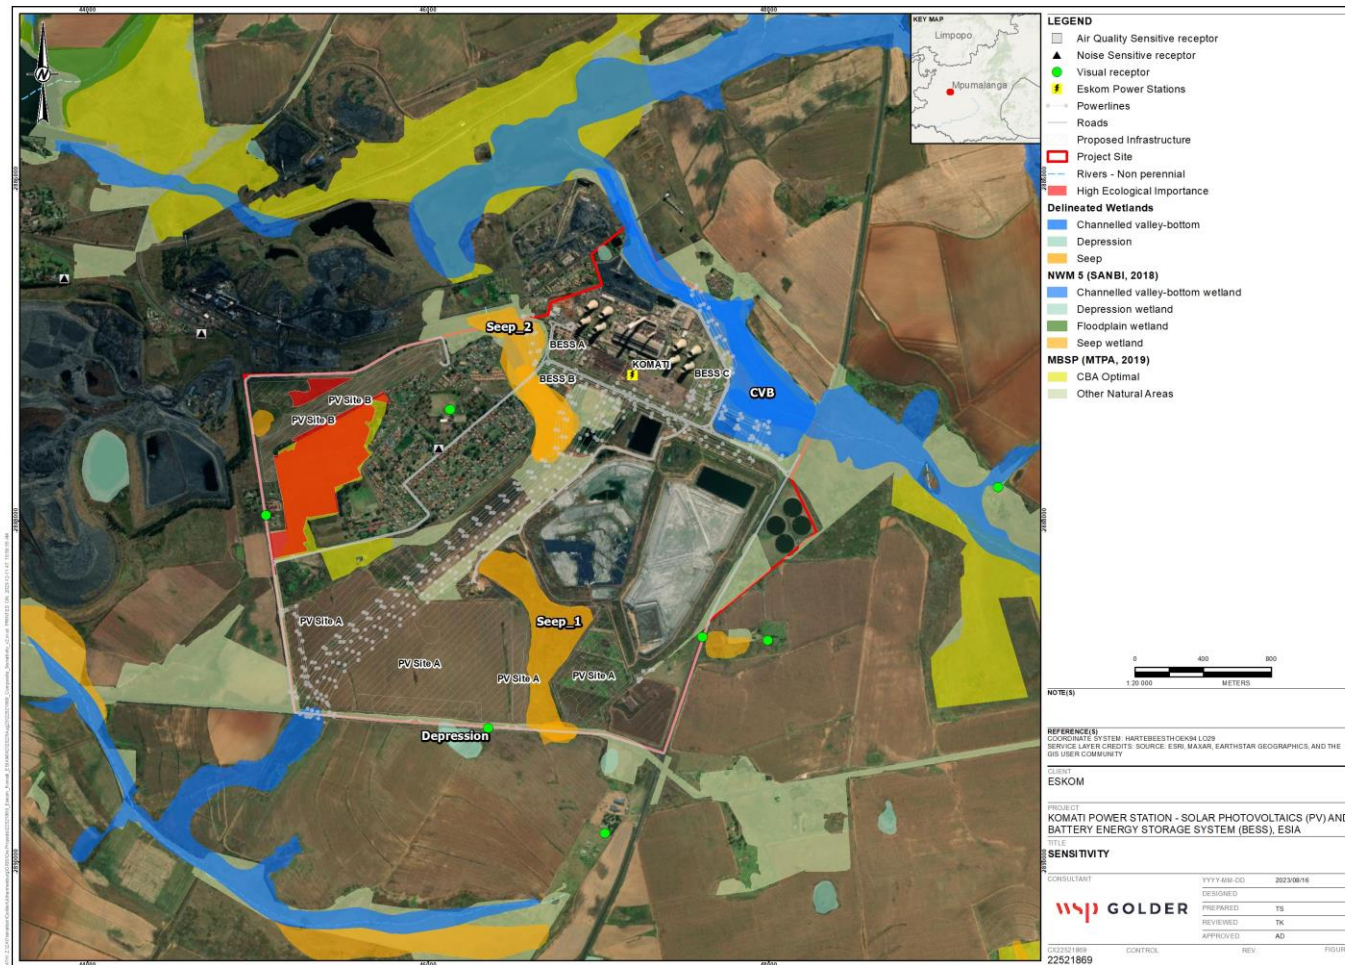 44000
46000
48000
KEY MAP
Limpopo
Mpumalanga
N
Seep_2
BESS A
BESS B
KOMATI
BESS C
CVB
PV Site B
PV Site B
Seep_1
PV Site A
PV Site A
PV Site A
PV Site A
Depression
44000
46000
48000
LEGEND
Air Quality Sensitive receptor
Noise Sensitive receptor
Visual receptor
Eskom Power Stations
Powerlines
Roads
Proposed Infrastructure
Project Site
Rivers - Non perennial
High Ecological Importance
Delineated Wetlands
Channelled valley-bottom
Depression
Seep
NWM 5 (SANBI, 2018)
Channelled valley-bottom wetland
Depression wetland
Floodplain wetland
Seep wetland
MBSP (MTPA, 2019)
CBA Optimal
Other Natural Areas
0 400 800
1:20 000 METERS
NOTE(S)
REFERENCE(S)
COORDINATE SYSTEM: HARTEBEESTHOEK94 LO29
SERVICE LAYER CREDITS: SOURCE: ESRI, MAXAR, EARTHSTAR GEOGRAPHICS, AND THE
GIS USER COMMUNITY
CLIENT
ESKOM
PROJECT
KOMATI POWER STATION - SOLAR PHOTOVOLTAICS (PV) AND
BATTERY ENERGY STORAGE SYSTEM (BESS), ESIA
TITLE
SENSITIVITY
CONSULTANT
wsp GOLDER
YYYY-MM-DD 2023/08/16
DESIGNED
PREPARED TS
REVIEWED TK
APPROVED AD
CONTROL REV. FIGURE
22521869